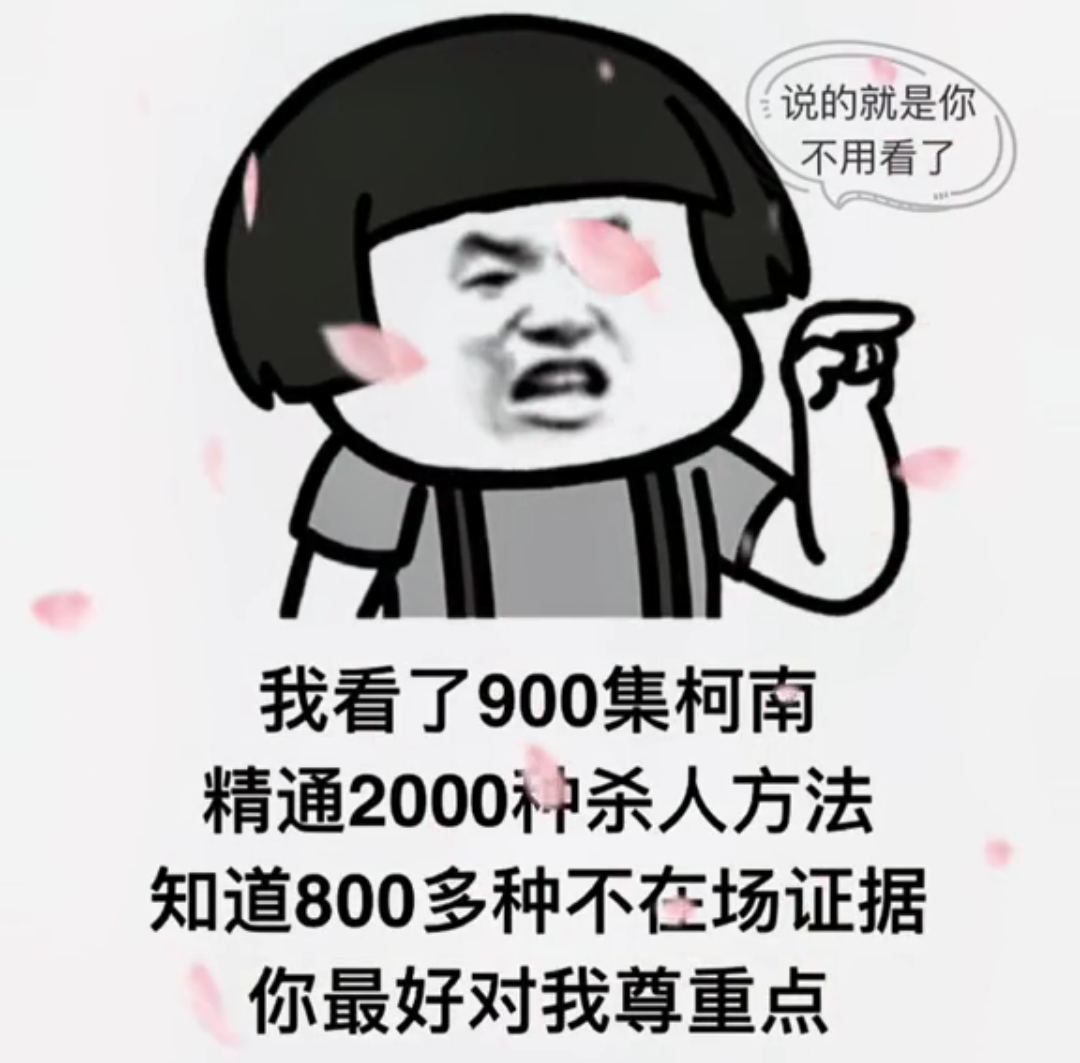 说的就是你
不用看了
我看了900集柯南
精通2000种杀人方法
知道800多种不在场证据
你最好对我尊重点